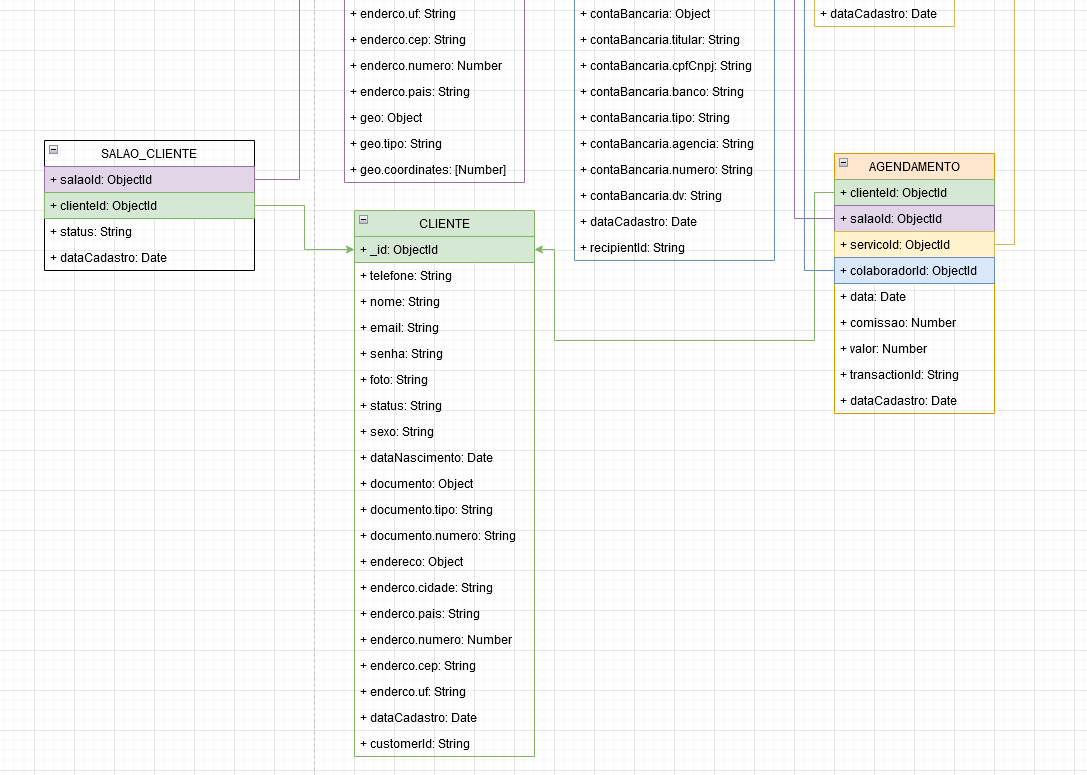 + enderco.uf: String
+ enderco.cep: String
+ enderco.numero: Number
+ enderco.pais: String
+ geo: Object
+ geo.tipo: String
+ geo.coordinates: [Number]
+ contaBancaria: Object
+ contaBancaria.titular: String
+ contaBancaria.cpfCnpj: String
+ contaBancaria.banco: String
+ contaBancaria.tipo: String
+ contaBancaria.agencia: String
+ contaBancaria.numero: String
+ contaBancaria.dv: String
+ dataCadastro: Date
+ recipientId: String
+ dataCadastro: Date
SALAO_CLIENTE
+ salaoId: ObjectId
+ clienteId: ObjectId
+ status: String
+ dataCadastro: Date
CLIENTE
+ _id: ObjectId
+ telefone: String
+ nome: String
+ email: String
+ senha: String
+ foto: String
+ status: String
+ sexo: String
+ dataNascimento: Date
+ documento: Object
+ documento.tipo: String
+ documento.numero: String
+ endereco: Object
+ enderco.cidade: String
+ enderco.pais: String
+ enderco.numero: Number
+ enderco.cep: String
+ enderco.uf: String
+ dataCadastro: Date
+ customerId: String
AGENDAMENTO
+ clienteId: ObjectId
+ salaoId: ObjectId
+ servicoId: ObjectId
+ colaboradorId: ObjectId
+ data: Date
+ comissao: Number
+ valor: Number
+ transactionId: String
+ dataCadastro: Date